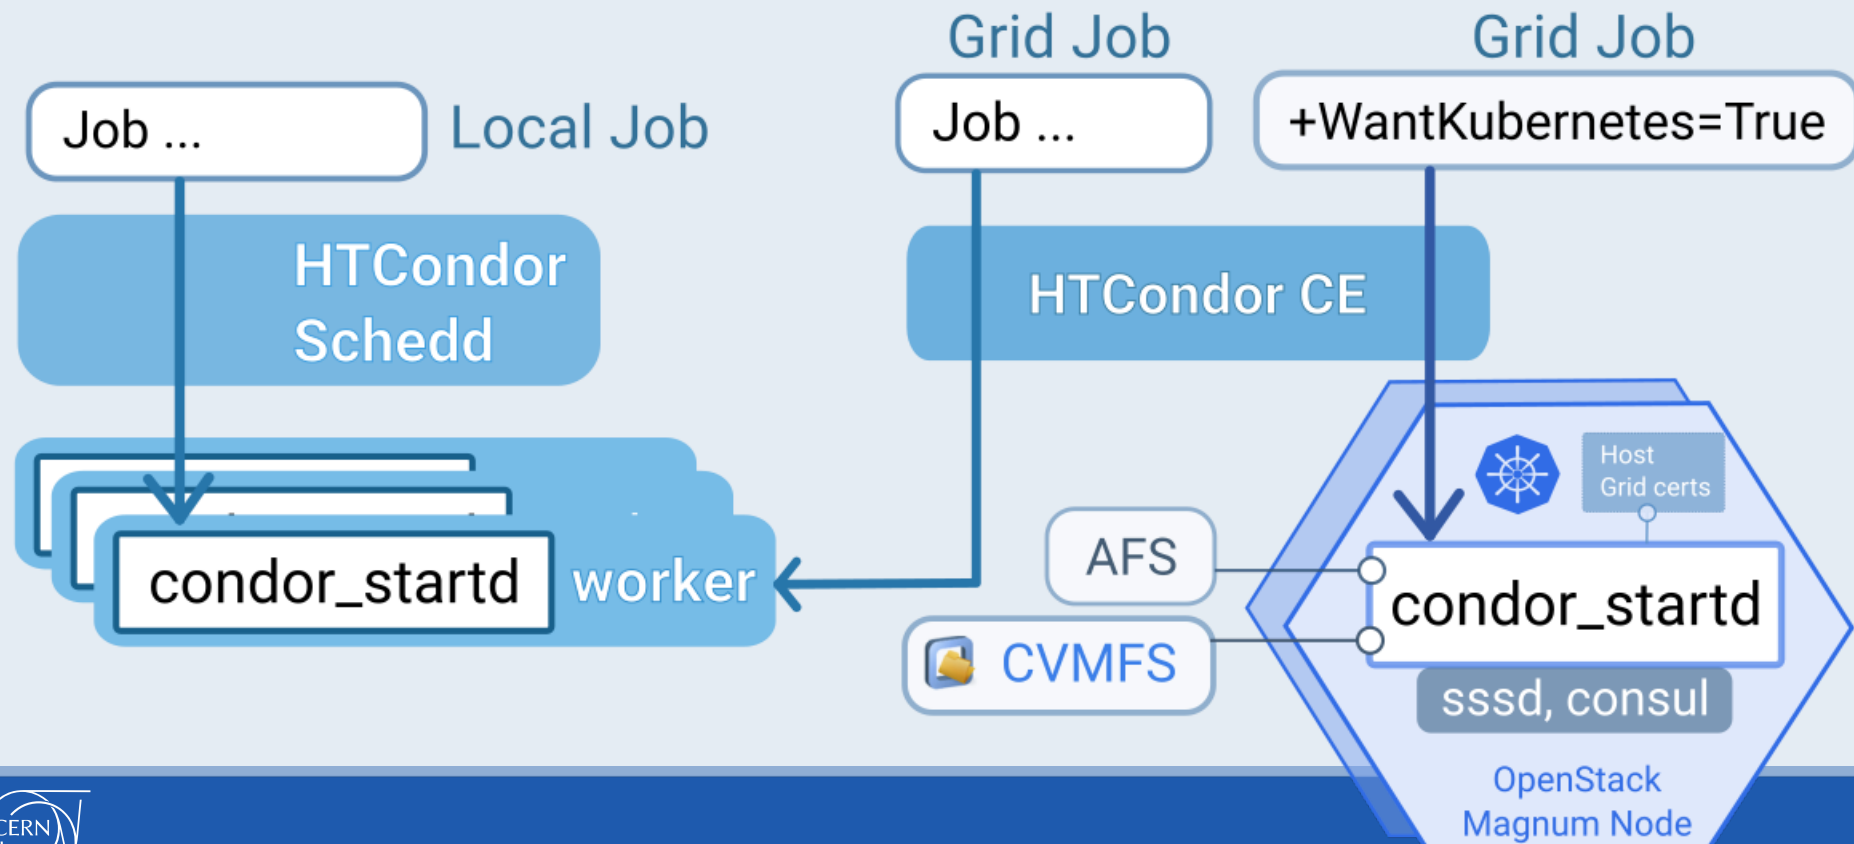 Grid Job
Grid Job
Job ...
Local Job
Job ...
+WantKubernetes=True
HTCondor
Schedd
HTCondor CE
Host
Grid certs
AFS
condor_startd
worker
condor_startd
CVMFS
sssd, consul
OpenStack
Magnum Node
CERN